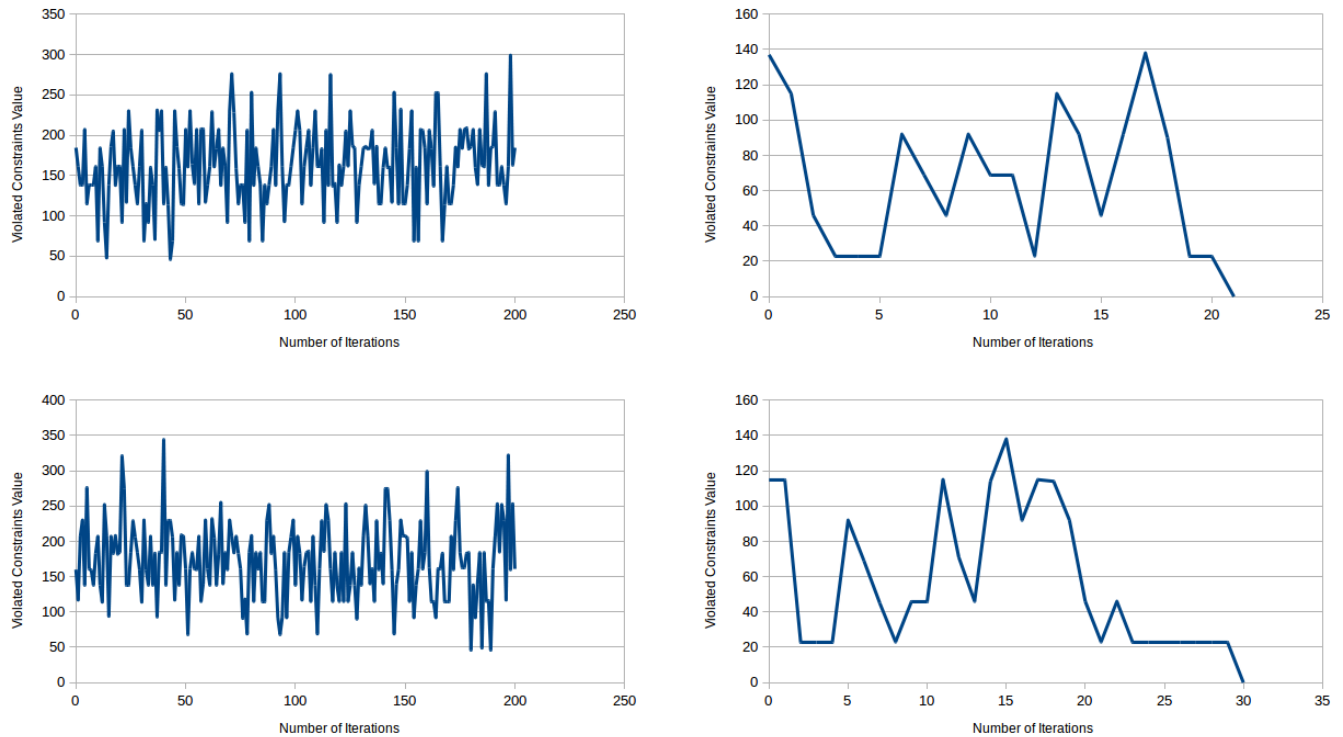 350
300
250
200
150
100
50
0
Violated Constraints Value
0 50 100 150 200 250
Number of Iterations
160
140
120
100
80
60
40
20
0
Violated Constraints Value
0 5 10 15 20 25
Number of Iterations
400
350
300
250
200
150
100
50
0
Violated Constraints Value
0 50 100 150 200 250
Number of Iterations
160
140
120
100
80
60
40
20
0
Violated Constraints Value
0 5 10 15 20 25 30 35
Number of Iterations